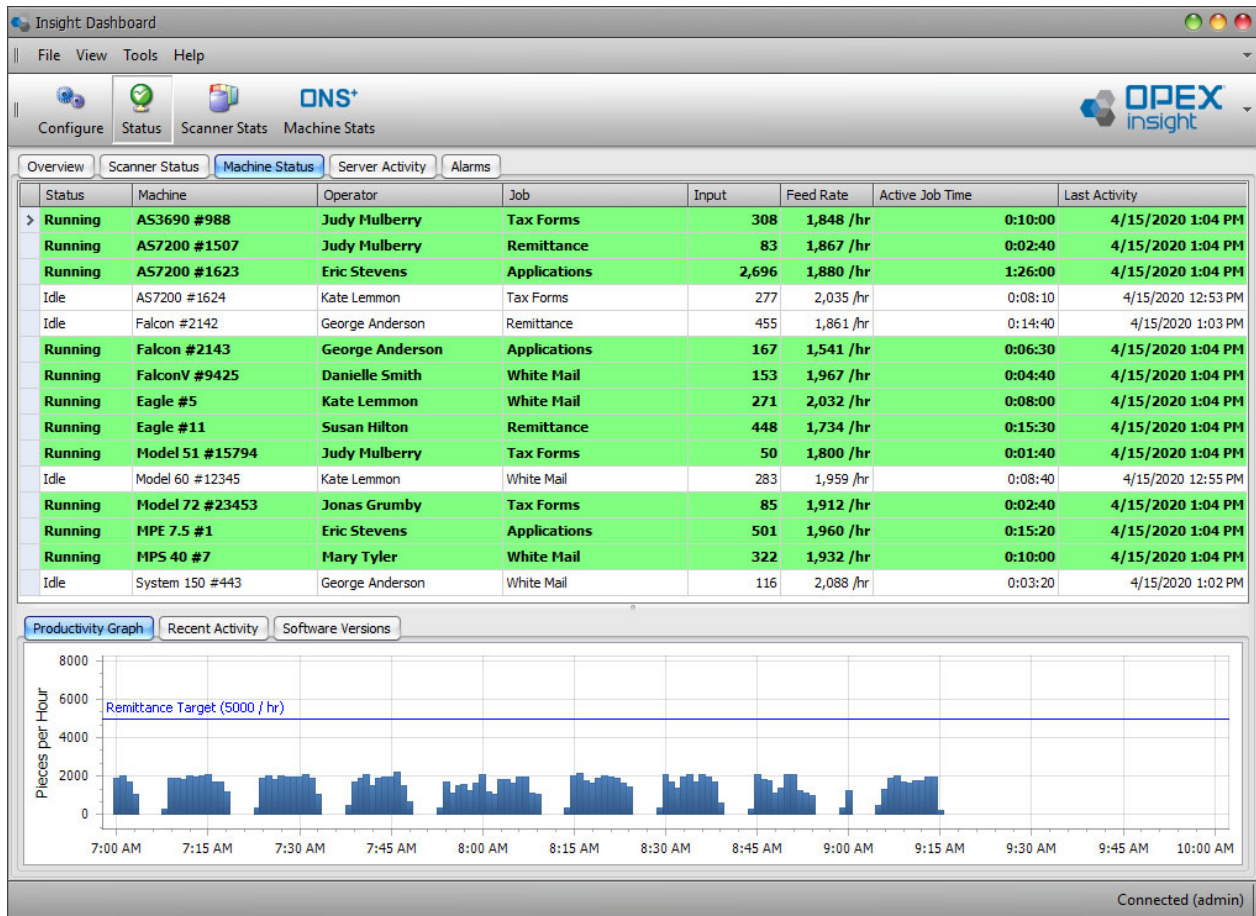 Insight Dashboard
File View Tools Help
Configure Status Scanner Stats ONS+ Machine Stats OPEX insight
Overview Scanner Status Machine Status Server Activity Alarms
Status Machine Operator Job Input Feed Rate Active Job Time Last Activity
> Running AS3690 #988 Judy Mulberry Tax Forms 308 1,848 /hr 0:10:00 4/15/2020 1:04 PM
Running AS7200 #1507 Judy Mulberry Remittance 83 1,867 /hr 0:02:40 4/15/2020 1:04 PM
Running AS7200 #1623 Eric Stevens Applications 2,696 1,880 /hr 1:26:00 4/15/2020 1:04 PM
Idle AS7200 #1624 Kate Lemmon Tax Forms 277 2,035 /hr 0:08:10 4/15/2020 12:53 PM
Idle Falcon #2142 George Anderson Remittance 455 1,861 /hr 0:14:40 4/15/2020 1:03 PM
Running Falcon #2143 George Anderson Applications 167 1,541 /hr 0:06:30 4/15/2020 1:04 PM
Running FalconV #9425 Danielle Smith White Mail 153 1,967 /hr 0:04:40 4/15/2020 1:04 PM
Running Eagle #5 Kate Lemmon White Mail 271 2,032 /hr 0:08:00 4/15/2020 1:04 PM
Running Eagle #11 Susan Hilton Remittance 448 1,734 /hr 0:15:30 4/15/2020 1:04 PM
Running Model 51 #15794 Judy Mulberry Tax Forms 50 1,800 /hr 0:01:40 4/15/2020 1:04 PM
Idle Model 60 #12345 Kate Lemmon White Mail 283 1,959 /hr 0:08:40 4/15/2020 12:55 PM
Running Model 72 #23453 Jonas Grumby Tax Forms 85 1,912 /hr 0:02:40 4/15/2020 1:04 PM
Running MPE 7.5 #1 Eric Stevens Applications 501 1,960 /hr 0:15:20 4/15/2020 1:04 PM
Running MPS 40 #7 Mary Tyler White Mail 322 1,932 /hr 0:10:00 4/15/2020 1:04 PM
Idle System 150 #443 George Anderson White Mail 116 2,088 /hr 0:03:20 4/15/2020 1:02 PM
Productivity Graph Recent Activity Software Versions
Pieces per Hour
8000
6000
Remittance Target (5000 / hr)
4000
2000
0
7:00 AM 7:15 AM 7:30 AM 7:45 AM 8:00 AM 8:15 AM 8:30 AM 8:45 AM 9:00 AM 9:15 AM 9:30 AM 9:45 AM 10:00 AM
Connected (admin)